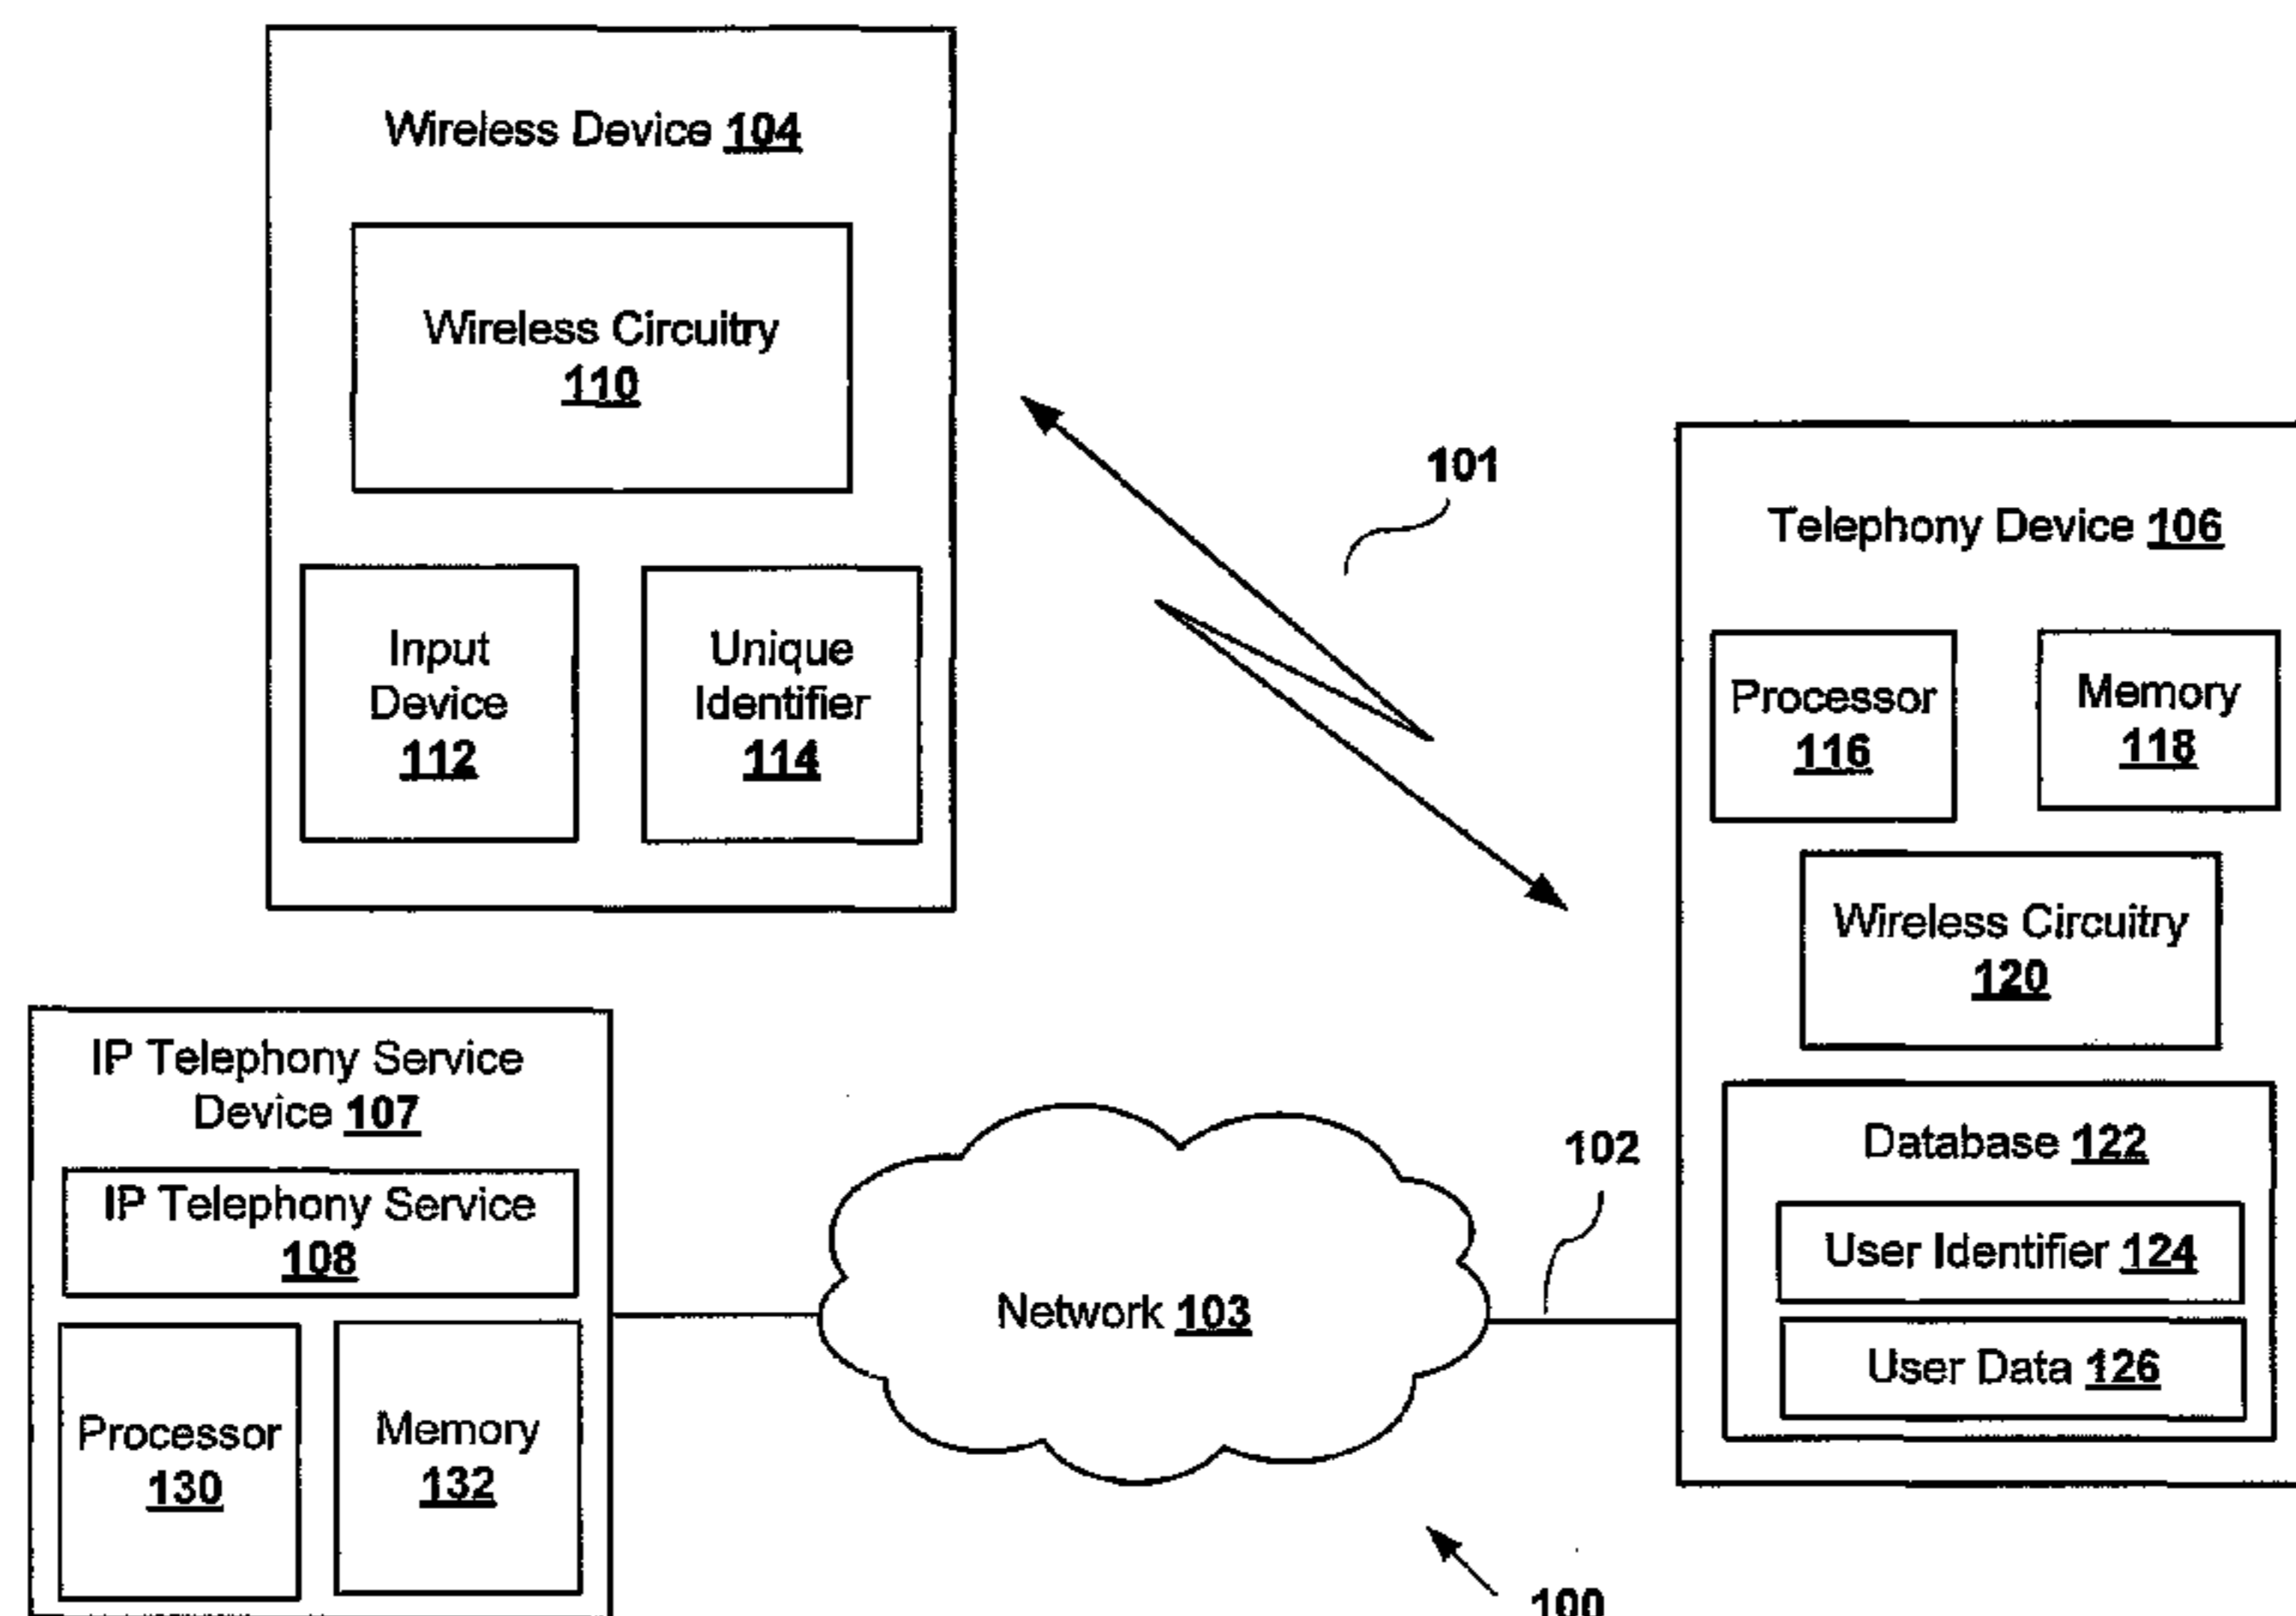 Wireless Device 104
Wireless Circuitry
110
Input
Device
112
Unique
Identifier
114
101
Telephony Device 106
Processor
116
Memory
118
Wireless Circuitry
120
Database 122
User Identifier 124
User Data 126
IP Telephony Service
Device 107
IP Telephony Service
108
Processor
130
Memory
132
Network 103
102
100